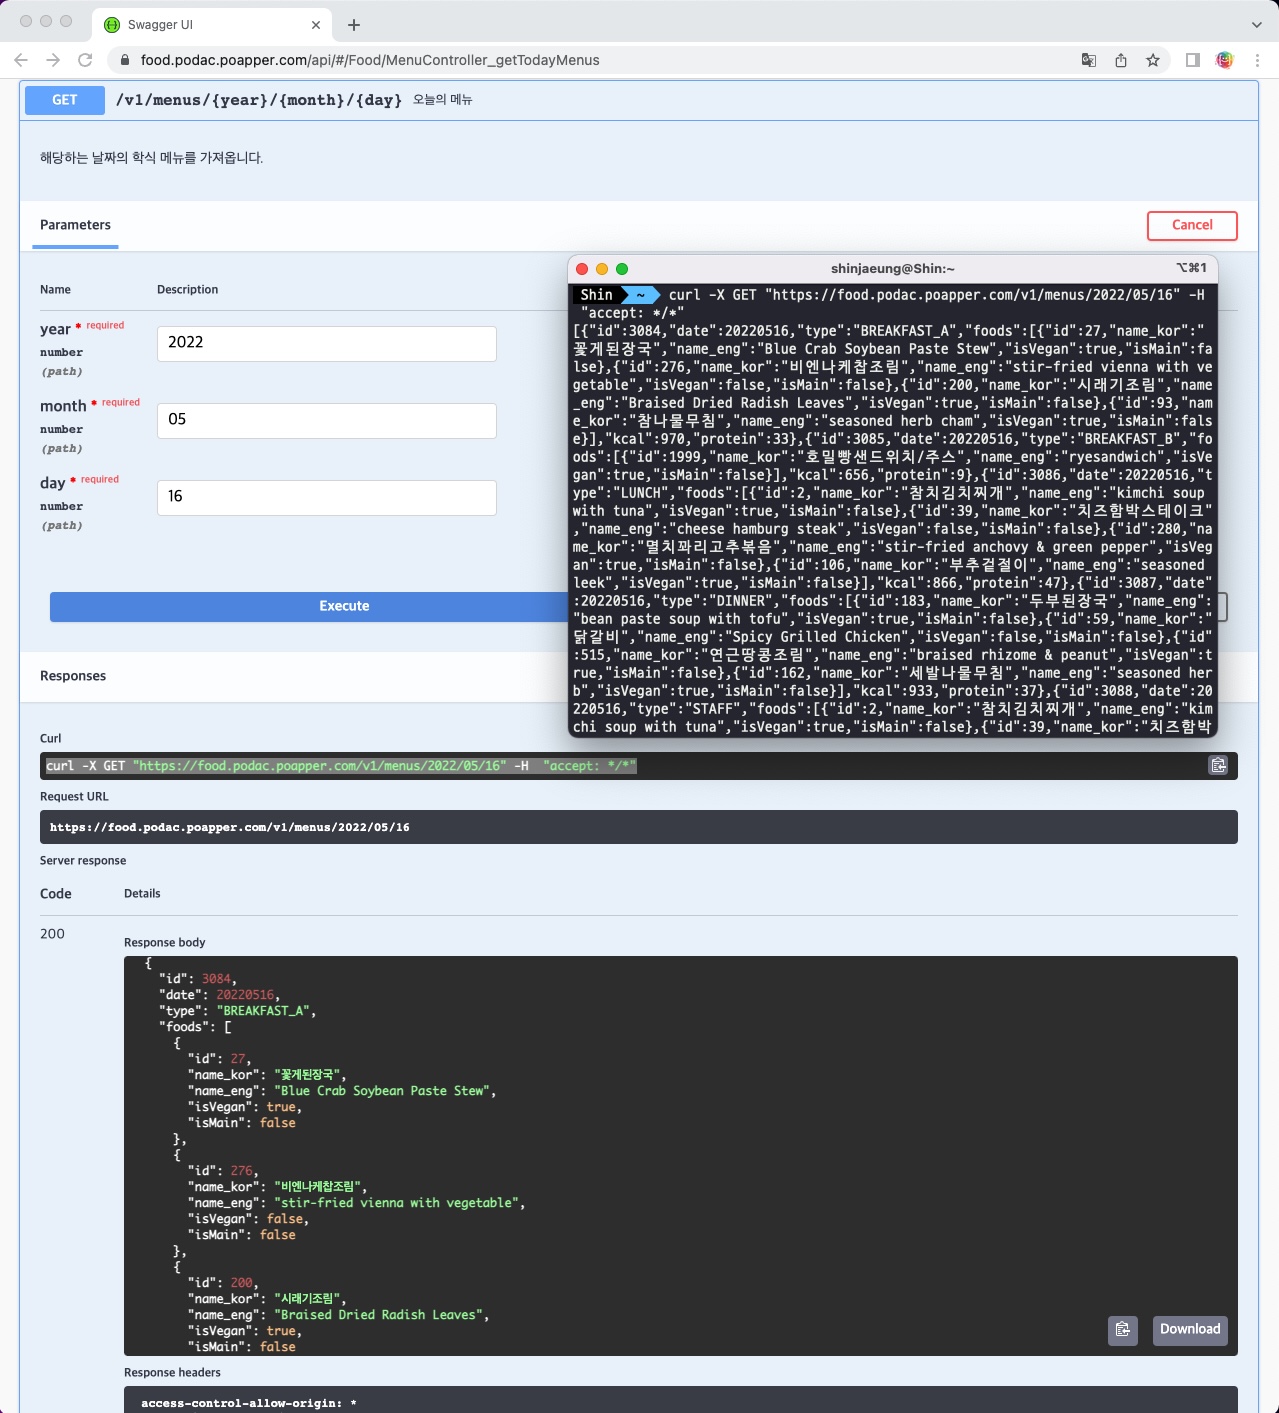 Swagger UI
food.podac.poapper.com/api/#/Food/MenuController_getTodayMenus
GET /v1/menus/{year}/{month}/{day} 오늘의 메뉴
해당하는 날짜의 학식 메뉴를 가져옵니다.
Parameters
Cancel
Name Description
year * required
number
(path)
2022
month * required
number
(path)
05
day * required
number
(path)
16
Execute
shinjaeung@Shin:~ ⌥⌘1
Shin ~ curl -X GET "https://food.podac.poapper.com/v1/menus/2022/05/16" -H
"accept: */*"
[{"id":3084,"date":20220516,"type":"BREAKFAST_A","foods":[{"id":27,"name_kor":"
꽃게된장국","name_eng":"Blue Crab Soybean Paste Stew","isVegan":true,"isMain":fa
lse},{"id":276,"name_kor":"비엔나케찹조림","name_eng":"stir-fried vienna with ve
getable","isVegan":false,"isMain":false},{"id":200,"name_kor":"시래기조림","name
_eng":"Braised Dried Radish Leaves","isVegan":true,"isMain":false},{"id":93,"nam
e_kor":"참나물무침","name_eng":"seasoned herb cham","isVegan":true,"isMain":fals
e}],"kcal":970,"protein":33},{"id":3085,"date":20220516,"type":"BREAKFAST_B","fo
ods":[{"id":1999,"name_kor":"호밀빵샌드위치/주스","name_eng":"ryesandwich","isVe
gan":true,"isMain":false}],"kcal":656,"protein":9},{"id":3086,"date":20220516,"t
ype":"LUNCH","foods":[{"id":2,"name_kor":"참치김치찌개","name_eng":"kimchi soup
with tuna","isVegan":true,"isMain":false},{"id":39,"name_kor":"치즈함박스테이크"
,"name_eng":"cheese hamburg steak","isVegan":false,"isMain":false},{"id":280,"na
me_kor":"멸치꽈리고추볶음","name_eng":"stir-fried anchovy & green pepper","isVeg
an":true,"isMain":false},{"id":106,"name_kor":"부추겉절이","name_eng":"seasoned
leek","isVegan":true,"isMain":false}],"kcal":866,"protein":47},{"id":3087,"date"
:20220516,"type":"DINNER","foods":[{"id":183,"name_kor":"두부된장국","name_eng":
"bean paste soup with tofu","isVegan":true,"isMain":false},{"id":59,"name_kor":"
닭갈비","name_eng":"Spicy Grilled Chicken","isVegan":false,"isMain":false},{"id"
:515,"name_kor":"연근땅콩조림","name_eng":"braised rhizome & peanut","isVegan":t
rue,"isMain":false},{"id":162,"name_kor":"세발나물무침","name_eng":"seasoned her
b","isVegan":true,"isMain":false}],"kcal":933,"protein":37},{"id":3088,"date":20
220516,"type":"STAFF","foods":[{"id":2,"name_kor":"참치김치찌개","name_eng":"kim
chi soup with tuna","isVegan":true,"isMain":false},{"id":39,"name_kor":"치즈함박
Responses
Curl
curl -X GET "https://food.podac.poapper.com/v1/menus/2022/05/16" -H  "accept: */*"
Request URL
https://food.podac.poapper.com/v1/menus/2022/05/16
Server response
Code Details
200
Response body
{
"id": 3084,
"date": 20220516,
"type": "BREAKFAST_A",
"foods": [
{
"id": 27,
"name_kor": "꽃게된장국",
"name_eng": "Blue Crab Soybean Paste Stew",
"isVegan": true,
"isMain": false
},
{
"id": 276,
"name_kor": "비엔나케찹조림",
"name_eng": "stir-fried vienna with vegetable",
"isVegan": false,
"isMain": false
},
{
"id": 200,
"name_kor": "시래기조림",
"name_eng": "Braised Dried Radish Leaves",
"isVegan": true,
"isMain": false
Download
Response headers
access-control-allow-origin: *